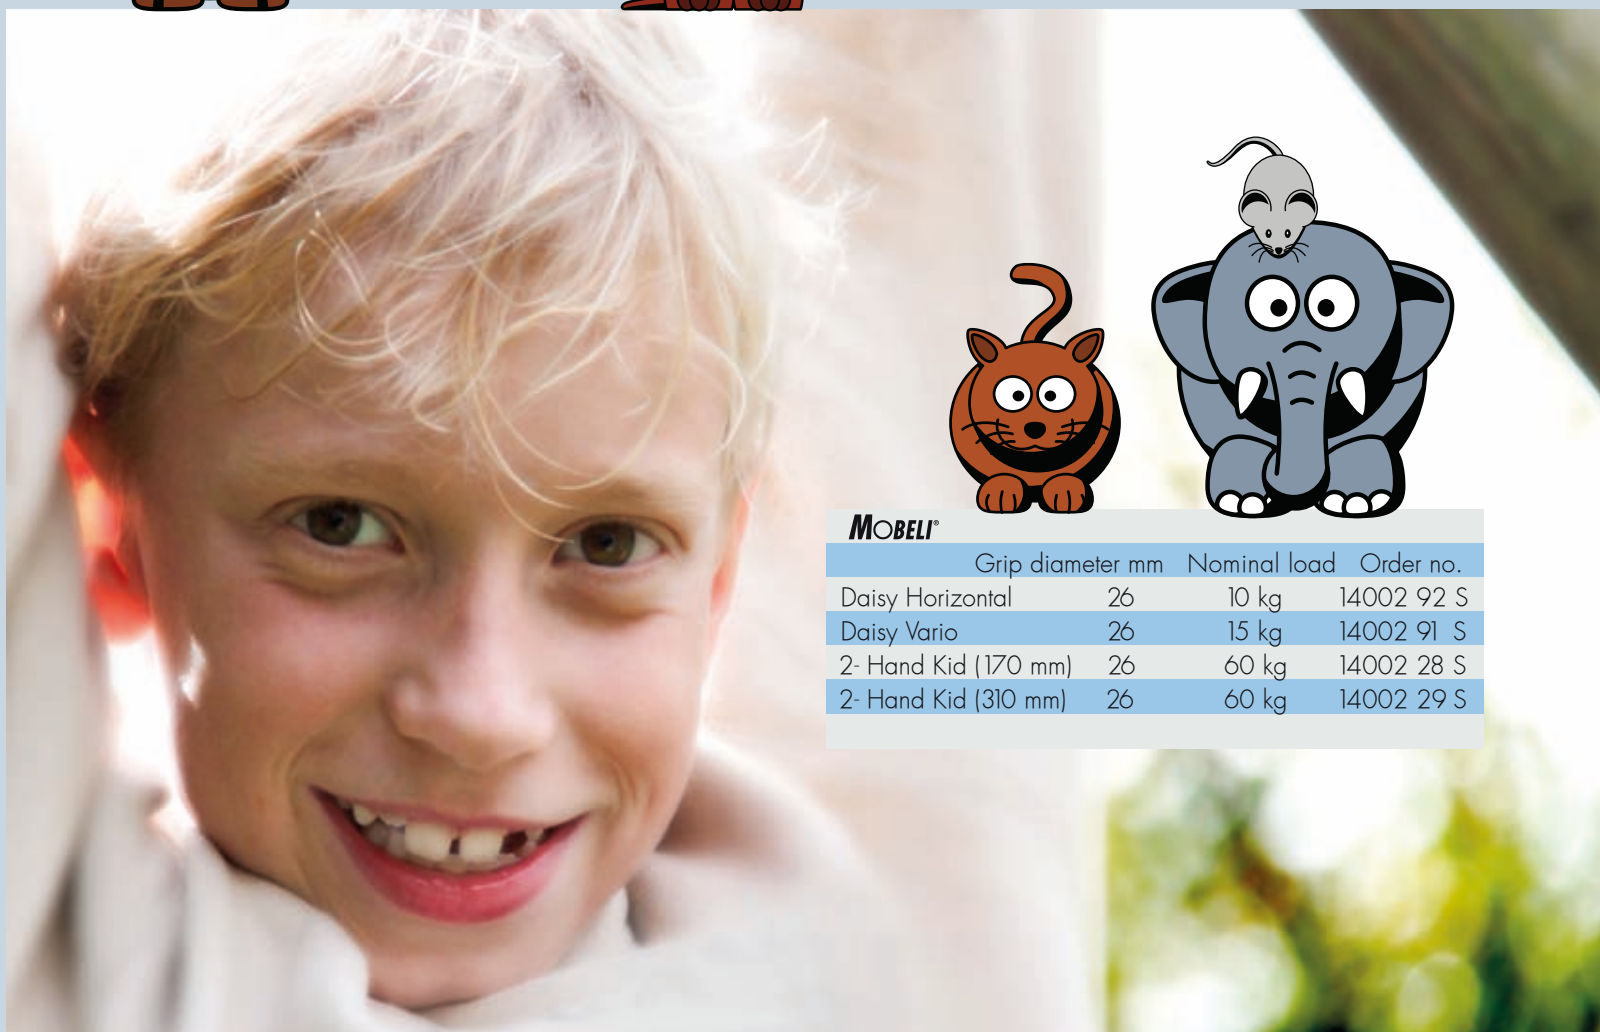 MOBELI®
Grip diameter mm Nominal load Order no.
Daisy Horizontal 26 10 kg 14002 92 S
Daisy Vario 26 15 kg 14002 91 S
2- Hand Kid (170 mm) 26 60 kg 14002 28 S
2- Hand Kid (310 mm) 26 60 kg 14002 29 S